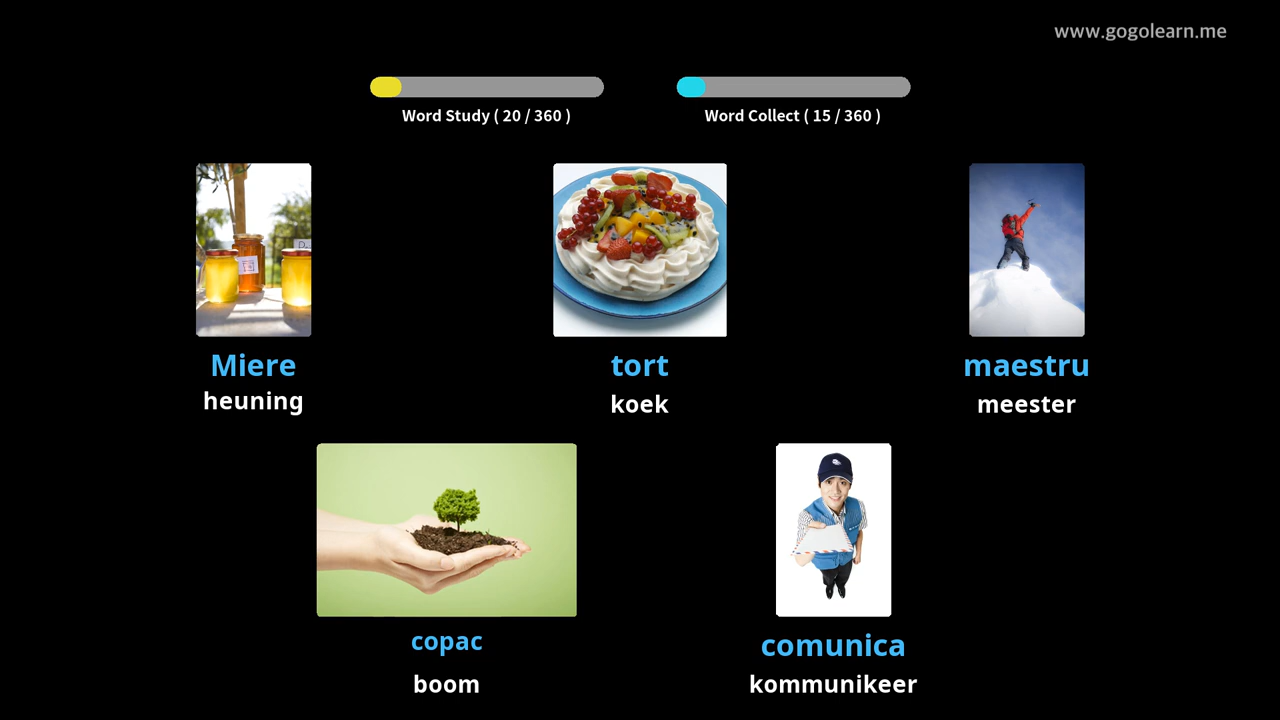 www.gogolearn.me
Word Study ( 20 / 360 )
Word Collect ( 15 / 360 )
Miere
heuning
tort
koek
maestru
meester
copac
boom
comunica
kommunikeer